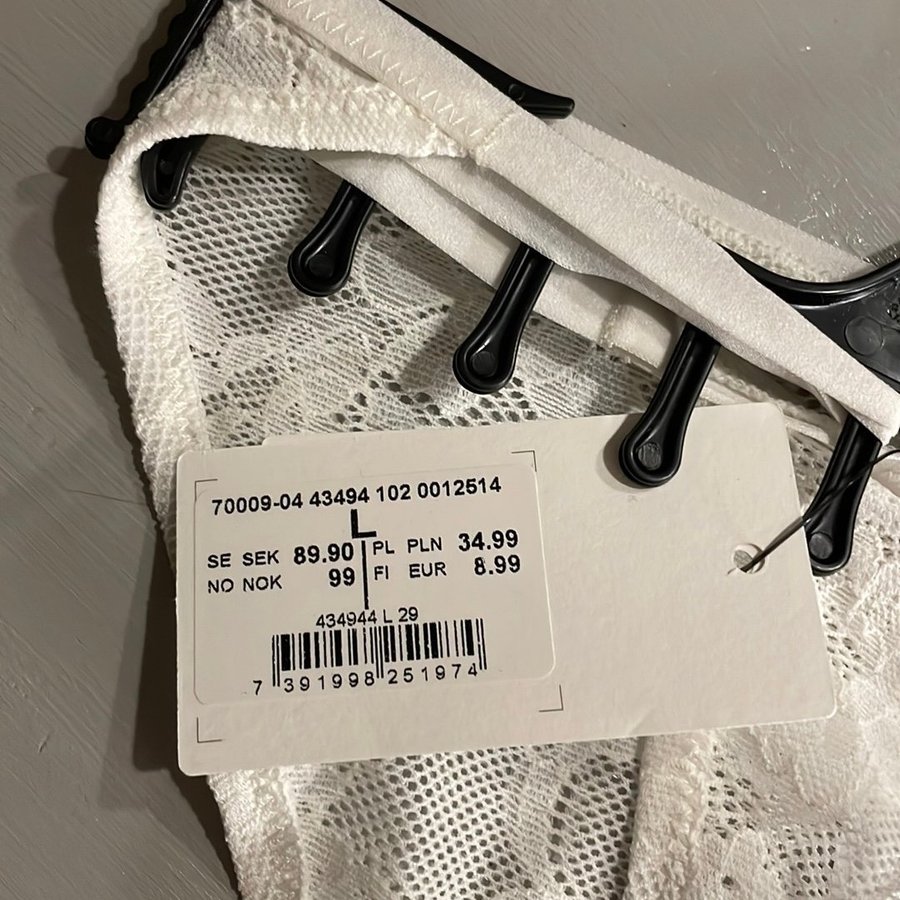 70009-04 43494 102 0012514
L
SE SEK 89.90 PL PLN 34.99
NO NOK 99 FI EUR 8.99
434944 L 29
7 391998 251974